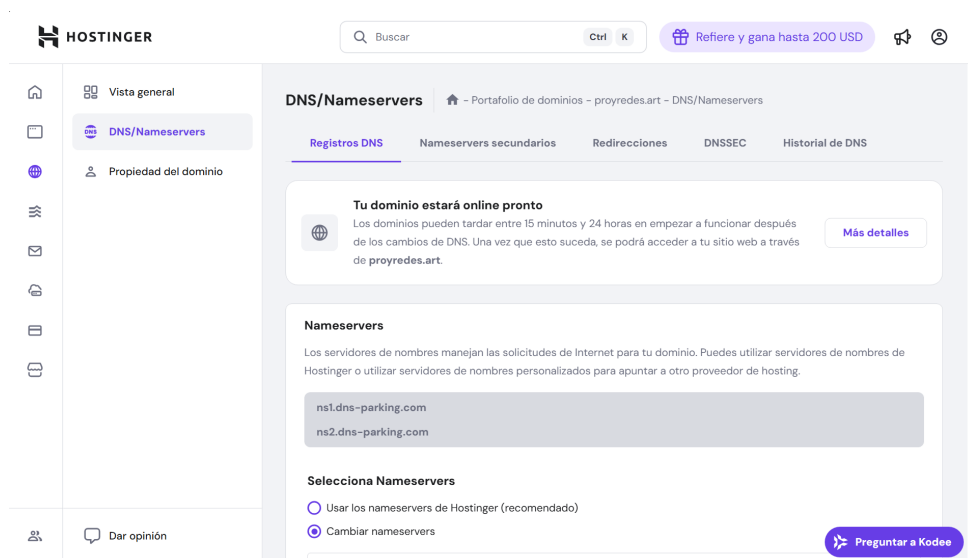 HOSTINGER
Buscar
Ctrl
K
Refiere y gana hasta 200 USD
Vista general
DNS
DNS/Nameservers
Propiedad del dominio
DNS/Nameservers
- Portafolio de dominios - proyredes.art - DNS/Nameservers
Registros DNS
Nameservers secundarios
Redirecciones
DNSSEC
Historial de DNS
Tu dominio estará online pronto
Los dominios pueden tardar entre 15 minutos y 24 horas en empezar a funcionar después
de los cambios de DNS. Una vez que esto suceda, se podrá acceder a tu sitio web a través
de proyredes.art.
Más detalles
Nameservers
Los servidores de nombres manejan las solicitudes de Internet para tu dominio. Puedes utilizar servidores de nombres de
Hostinger o utilizar servidores de nombres personalizados para apuntar a otro proveedor de hosting.
ns1.dns-parking.com
ns2.dns-parking.com
Selecciona Nameservers
Usar los nameservers de Hostinger (recomendado)
Cambiar nameservers
Dar opinión
Preguntar a Kodee